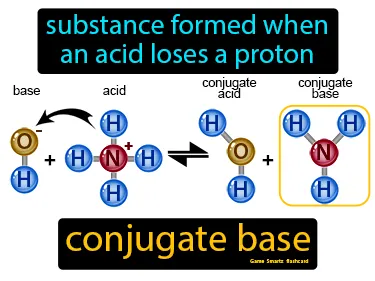 substance formed when
an acid loses a proton
base
acid
conjugate
acid
conjugate
base
O -
H
+
H
H N + H
H
⇌
H
O
H
+
H H
N
H
conjugate base
Game Smartz flashcard